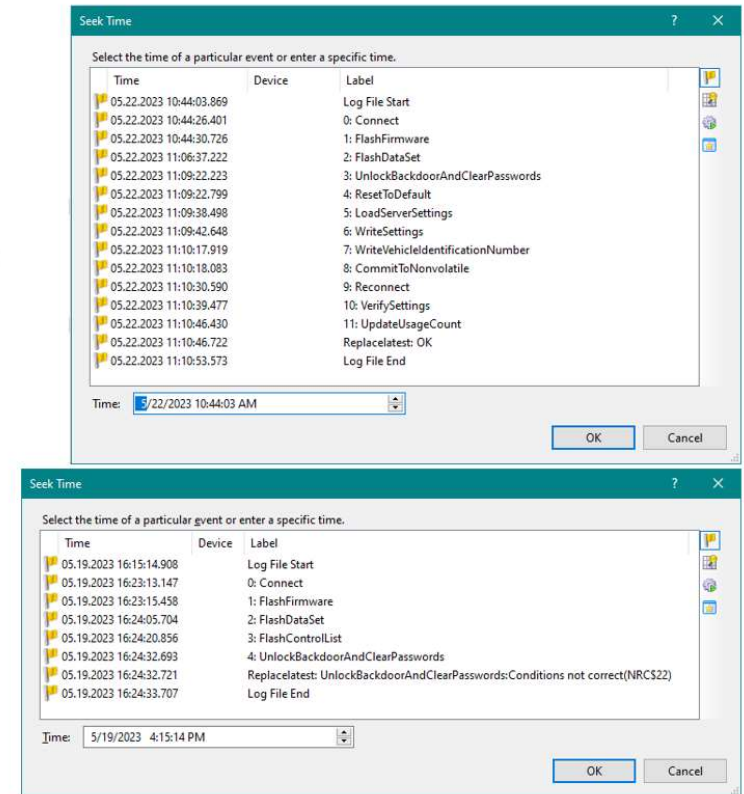 Seek Time ? ×
Select the time of a particular event or enter a specific time.
Time Device Label
05.22.2023 10:44:03.869 Log File Start
05.22.2023 10:44:26.401 0: Connect
05.22.2023 10:44:30.726 1: FlashFirmware
05.22.2023 11:06:37.222 2: FlashDataSet
05.22.2023 11:09:22.223 3: UnlockBackdoorAndClearPasswords
05.22.2023 11:09:22.799 4: ResetToDefault
05.22.2023 11:09:38.498 5: LoadServerSettings
05.22.2023 11:09:42.648 6: WriteSettings
05.22.2023 11:10:17.919 7: WriteVehicleIdentificationNumber
05.22.2023 11:10:18.083 8: CommitToNonvolatile
05.22.2023 11:10:30.590 9: Reconnect
05.22.2023 11:10:39.477 10: VerifySettings
05.22.2023 11:10:46.430 11: UpdateUsageCount
05.22.2023 11:10:46.722 Replacelatest: OK
05.22.2023 11:10:53.573 Log File End
Time: 5/22/2023 10:44:03 AM
OK Cancel
Seek Time ? ×
Select the time of a particular event or enter a specific time.
Time Device Label
05.19.2023 16:15:14.908 Log File Start
05.19.2023 16:23:13.147 0: Connect
05.19.2023 16:23:15.458 1: FlashFirmware
05.19.2023 16:24:05.704 2: FlashDataSet
05.19.2023 16:24:20.856 3: FlashControlList
05.19.2023 16:24:32.693 4: UnlockBackdoorAndClearPasswords
05.19.2023 16:24:32.721 Replacelatest: UnlockBackdoorAndClearPasswords:Conditions not correct(NRC$22)
05.19.2023 16:24:33.707 Log File End
Time: 5/19/2023 4:15:14 PM
OK Cancel